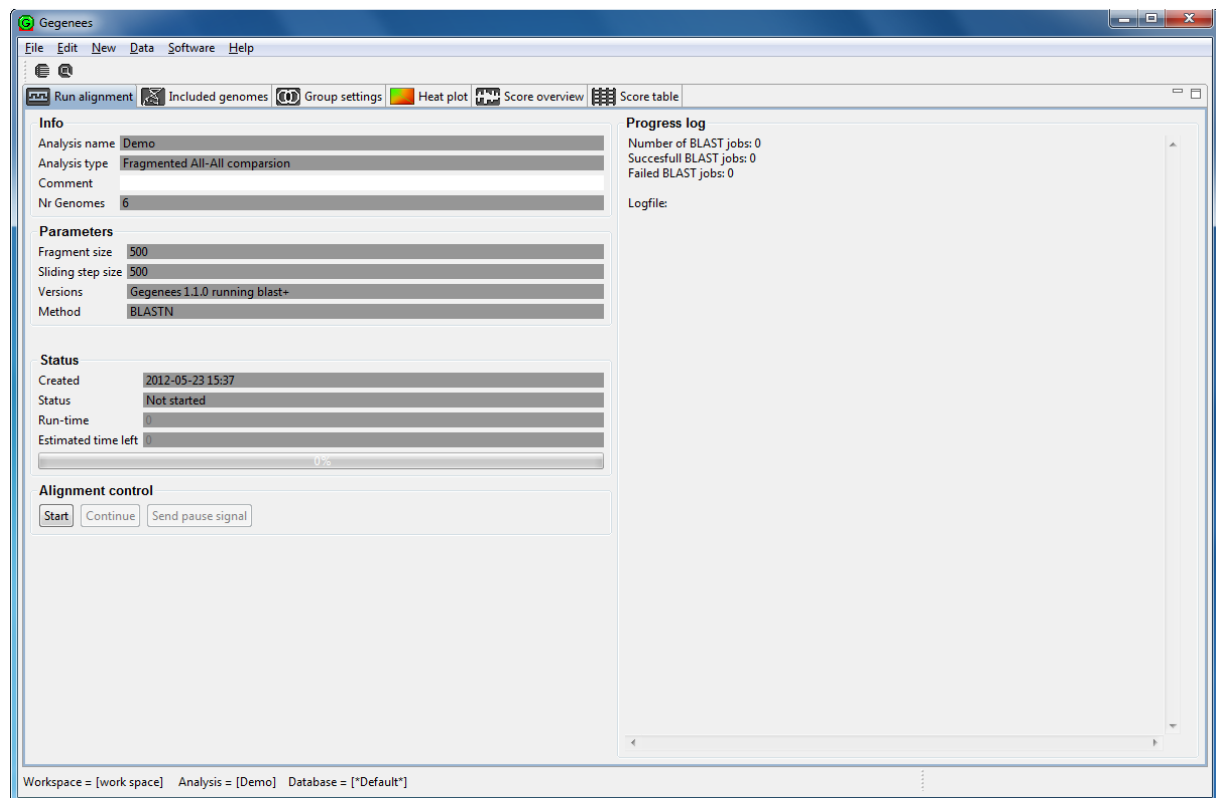 Gegenees
File Edit New Data Software Help
Run alignment Included genomes Group settings Heat plot Score overview Score table
Info
Analysis name Demo
Analysis type Fragmented All-All comparsion
Comment
Nr Genomes 6
Parameters
Fragment size 500
Sliding step size 500
Versions Gegenees 1.1.0 running blast+
Method BLASTN
Status
Created 2012-05-23 15:37
Status Not started
Run-time 0
Estimated time left 0
0%
Alignment control
Start Continue Send pause signal
Progress log
Number of BLAST jobs: 0
Succesfull BLAST jobs: 0
Failed BLAST jobs: 0
Logfile:
Workspace = [work space] Analysis = [Demo] Database = [*Default*]